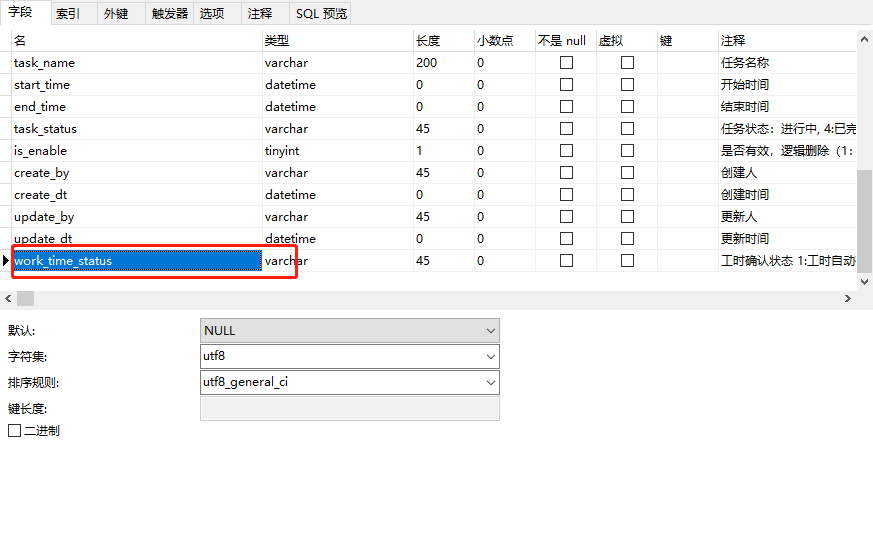 字段 索引 外键 触发器 选项 注释 SQL 预览
名 类型 长度 小数点 不是 null 虚拟 键 注释
task_name varchar 200 0 任务名称
start_time datetime 0 0 开始时间
end_time datetime 0 0 结束时间
task_status varchar 45 0 任务状态：进行中, 4:已完
is_enable tinyint 1 0 是否有效，逻辑删除（1：
create_by varchar 45 0 创建人
create_dt datetime 0 0 创建时间
update_by varchar 45 0 更新人
update_dt datetime 0 0 更新时间
work_time_status varchar 45 0 工时确认状态 1:工时自动
默认: NULL
字符集: utf8
排序规则: utf8_general_ci
键长度:
二进制